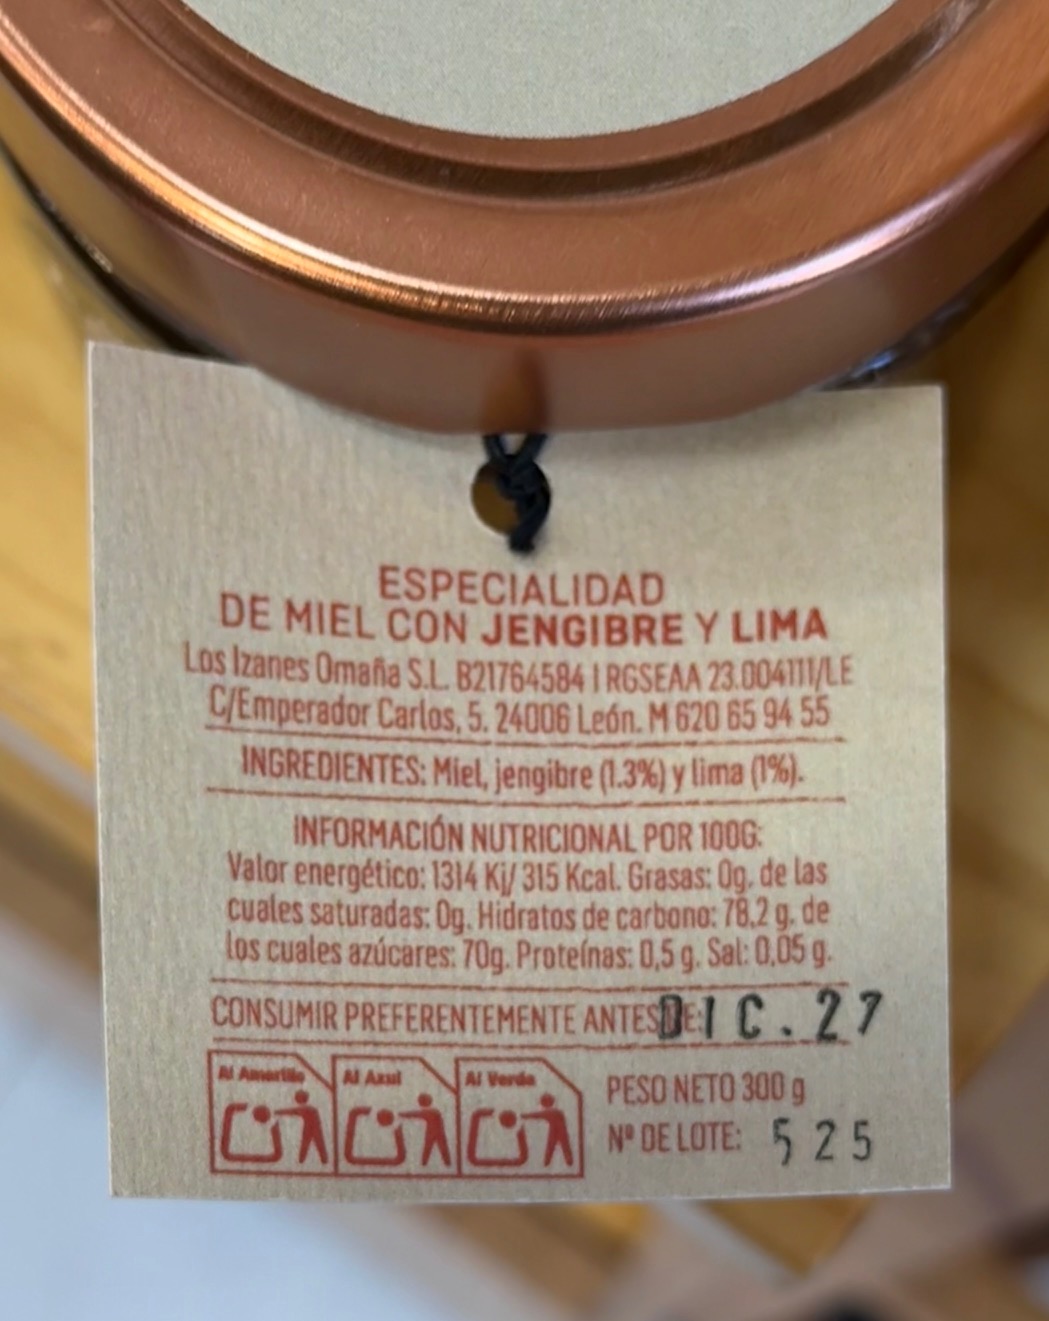 ESPECIALIDAD
DE MIEL CON JENGIBRE Y LIMA
Los Izanes Omaña S.L. B21764584 | RGSEAA 23.004111/LE
C/Emperador Carlos, 5. 24006 León. M 620 65 94 55
INGREDIENTES: Miel, jengibre (1.3%) y lima (1%).
INFORMACIÓN NUTRICIONAL POR 100G:
Valor energético: 1314 Kj/ 315 Kcal. Grasas: 0g, de las
cuales saturadas: 0g. Hidratos de carbono: 78,2 g. de
los cuales azúcares: 70g. Proteínas: 0,5 g. Sal: 0,05 g.
CONSUMIR PREFERENTEMENTE ANTES DE: DIC. 27
Al Amarillo Al Azul Al Verde
PESO NETO 300 g
Nº DE LOTE: 525